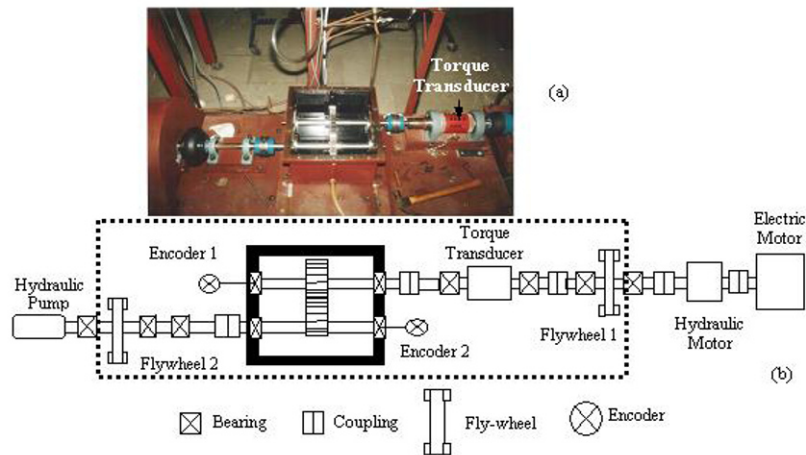 Torque
Transducer
(a)
Electric
Motor
Torque
Transducer
Encoder 1
Hydraulic
Pump
Flywheel 2
Encoder 2
Flywheel 1
Hydraulic
Motor
(b)
Bearing
Coupling
Fly-wheel
Encoder